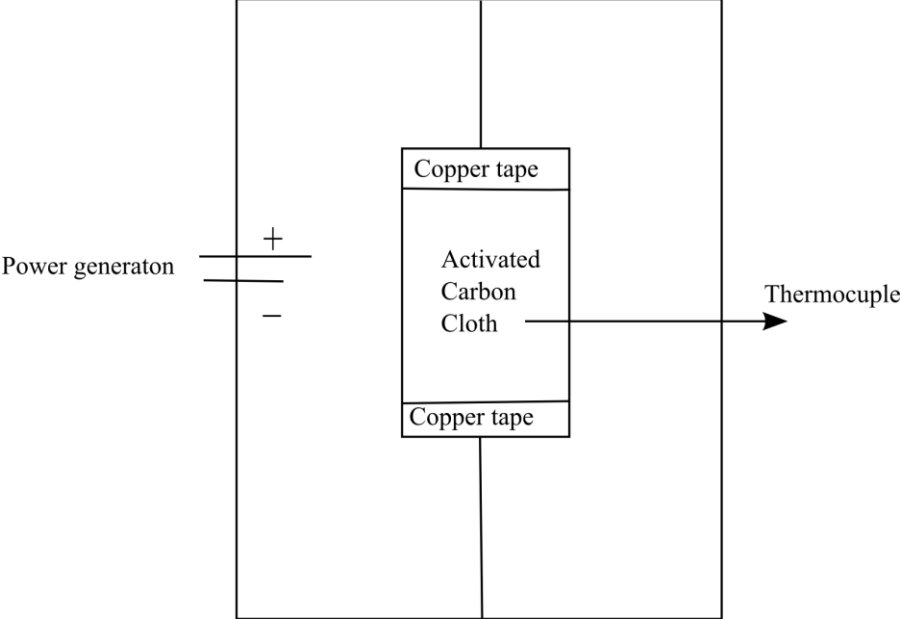 Copper tape
+
Power generaton
Activated
Carbon
Cloth
Thermocuple
−
Copper tape